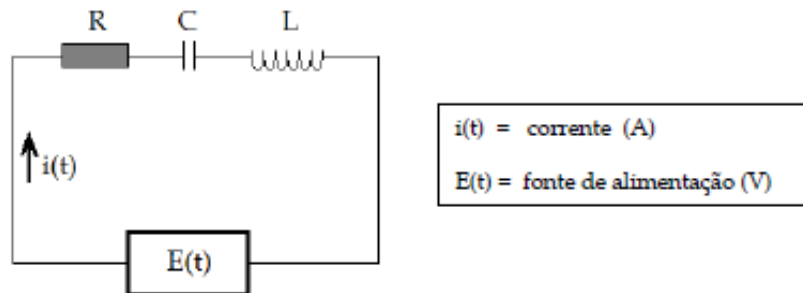 R C L
i(t)
E(t)
i(t) = corrente (A)
E(t) = fonte de alimentação (V)